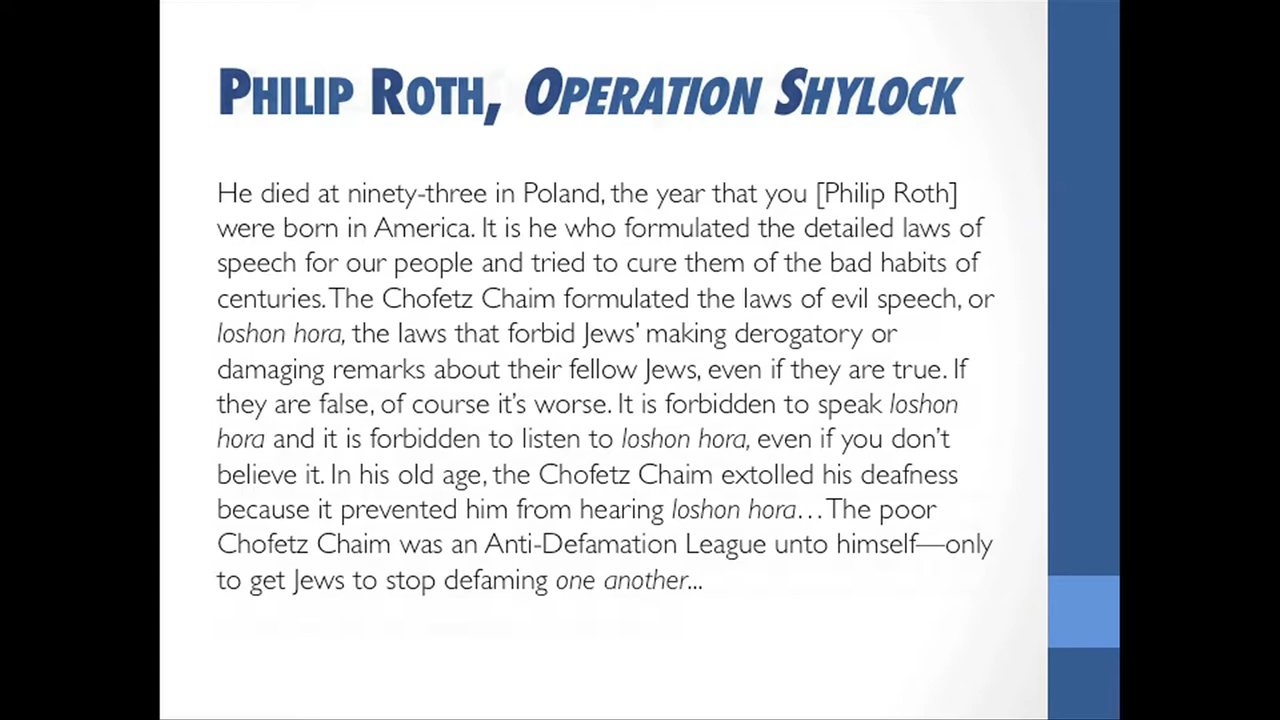 PHILIP ROTH, OPERATION SHYLOCK
He died at ninety-three in Poland, the year that you [Philip Roth]
were born in America. It is he who formulated the detailed laws of
speech for our people and tried to cure them of the bad habits of
centuries. The Chofetz Chaim formulated the laws of evil speech, or
loshon hora, the laws that forbid Jews’ making derogatory or
damaging remarks about their fellow Jews, even if they are true. If
they are false, of course it’s worse. It is forbidden to speak loshon
hora and it is forbidden to listen to loshon hora, even if you don’t
believe it. In his old age, the Chofetz Chaim extolled his deafness
because it prevented him from hearing loshon hora… The poor
Chofetz Chaim was an Anti-Defamation League unto himself—only
to get Jews to stop defaming one another...